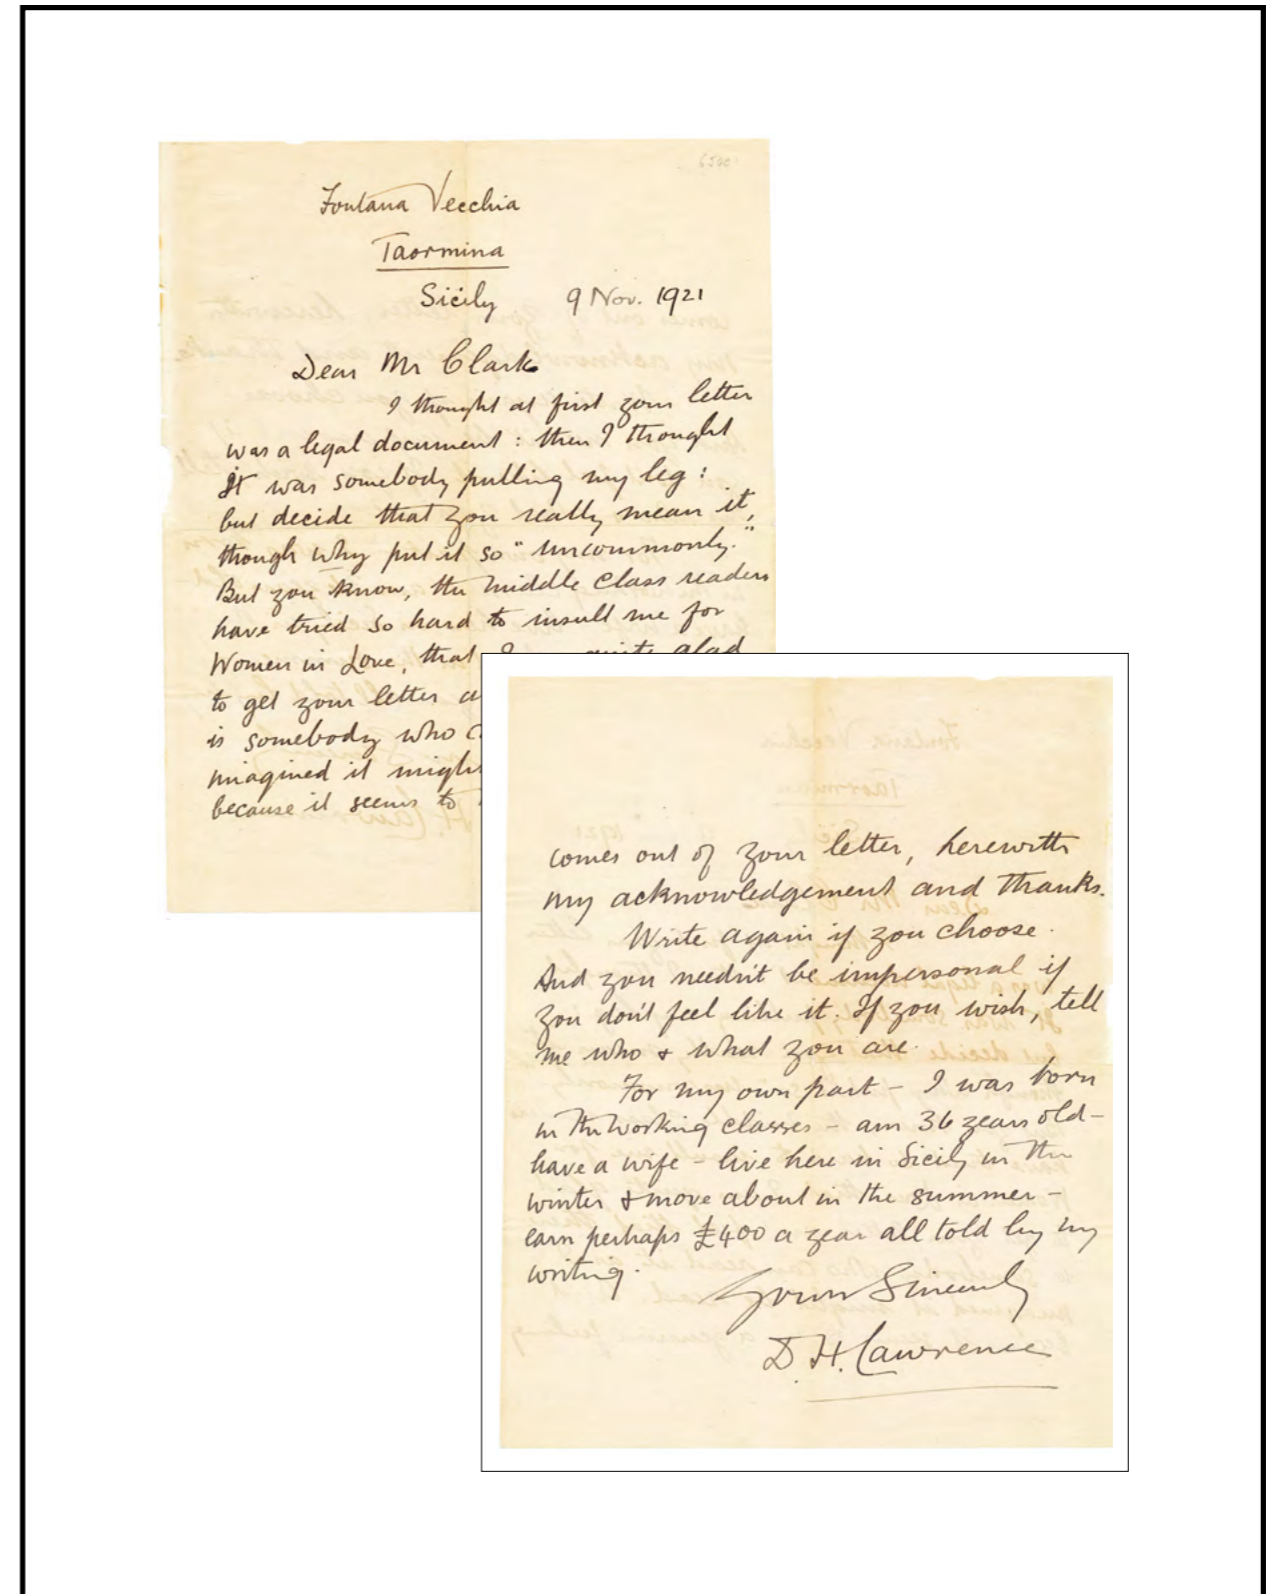 6500
Fontana Vecchia
Taormina
Sicily 9 Nov. 1921
Dear Mr Clark
I thought at first your letter
was a legal document : then I thought
it was somebody pulling my leg :
but decide that you really mean it,
though why put it so "uncommonly."
But you know, the middle class readers
have tried so hard to insult me for
Women in Love, that I quite glad
to get your letter
is somebody who
imagined it might
because it seems to
comes out of your letter, herewith
my acknowledgement and thanks.
Write again if you choose.
And you needn't be impersonal if
you don't feel like it. If you wish, tell
me who & what you are.
For my own part – I was born
in the working classes – am 36 years old –
have a wife – live here in Sicily in the
winter & move about in the summer –
earn perhaps £400 a year all told by my
writing.
Yours Sincerely
D. H. Lawrence